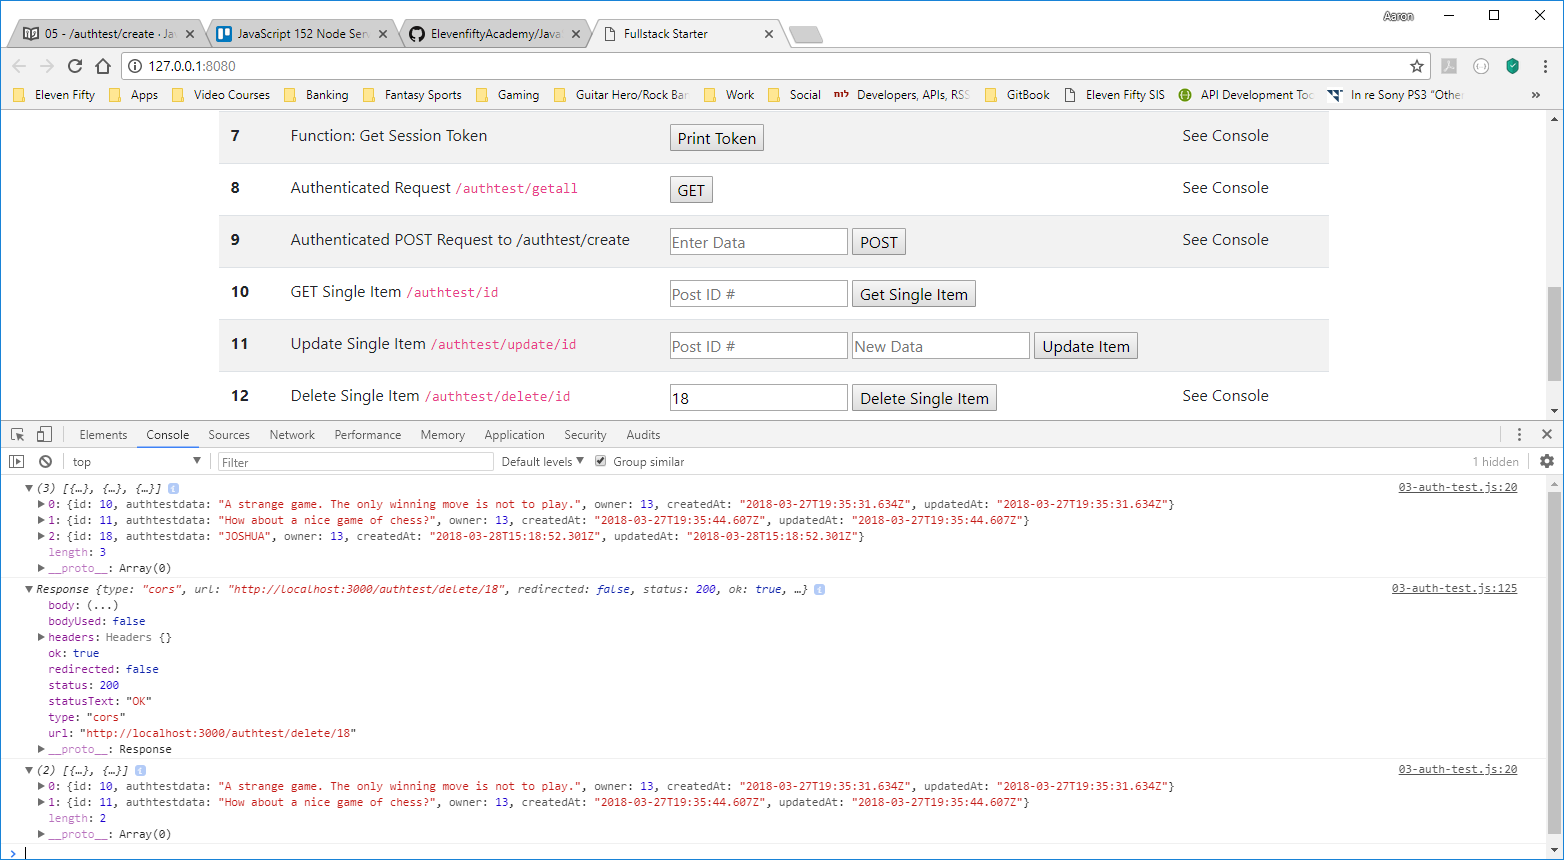 Aaron
05 - /authtest/create · Jav
JavaScript 152 Node Serv
ElevenfiftyAcademy/Java
Fullstack Starter
127.0.0.1:8080
Eleven Fifty Apps Video Courses Banking Fantasy Sports Gaming Guitar Hero/Rock Ban Work Social Developers, APIs, RSS GitBook Eleven Fifty SIS API Development Too In re Sony PS3 "Other »
7 Function: Get Session Token Print Token See Console
8 Authenticated Request /authtest/getall GET See Console
9 Authenticated POST Request to /authtest/create Enter Data POST See Console
10 GET Single Item /authtest/id Post ID # Get Single Item
11 Update Single Item /authtest/update/id Post ID # New Data Update Item
12 Delete Single Item /authtest/delete/id 18 Delete Single Item See Console
Elements Console Sources Network Performance Memory Application Security Audits
top Filter Default levels Group similar 1 hidden
(3) [{…}, {…}, {…}] 03-auth-test.js:20
0: {id: 10, authtestdata: "A strange game. The only winning move is not to play.", owner: 13, createdAt: "2018-03-27T19:35:31.634Z", updatedAt: "2018-03-27T19:35:31.634Z"}
1: {id: 11, authtestdata: "How about a nice game of chess?", owner: 13, createdAt: "2018-03-27T19:35:44.607Z", updatedAt: "2018-03-27T19:35:44.607Z"}
2: {id: 18, authtestdata: "JOSHUA", owner: 13, createdAt: "2018-03-28T15:18:52.301Z", updatedAt: "2018-03-28T15:18:52.301Z"}
length: 3
__proto__: Array(0)
Response {type: "cors", url: "http://localhost:3000/authtest/delete/18", redirected: false, status: 200, ok: true, …} 03-auth-test.js:125
body: (...)
bodyUsed: false
headers: Headers {}
ok: true
redirected: false
status: 200
statusText: "OK"
type: "cors"
url: "http://localhost:3000/authtest/delete/18"
__proto__: Response
(2) [{…}, {…}] 03-auth-test.js:20
0: {id: 10, authtestdata: "A strange game. The only winning move is not to play.", owner: 13, createdAt: "2018-03-27T19:35:31.634Z", updatedAt: "2018-03-27T19:35:31.634Z"}
1: {id: 11, authtestdata: "How about a nice game of chess?", owner: 13, createdAt: "2018-03-27T19:35:44.607Z", updatedAt: "2018-03-27T19:35:44.607Z"}
length: 2
__proto__: Array(0)